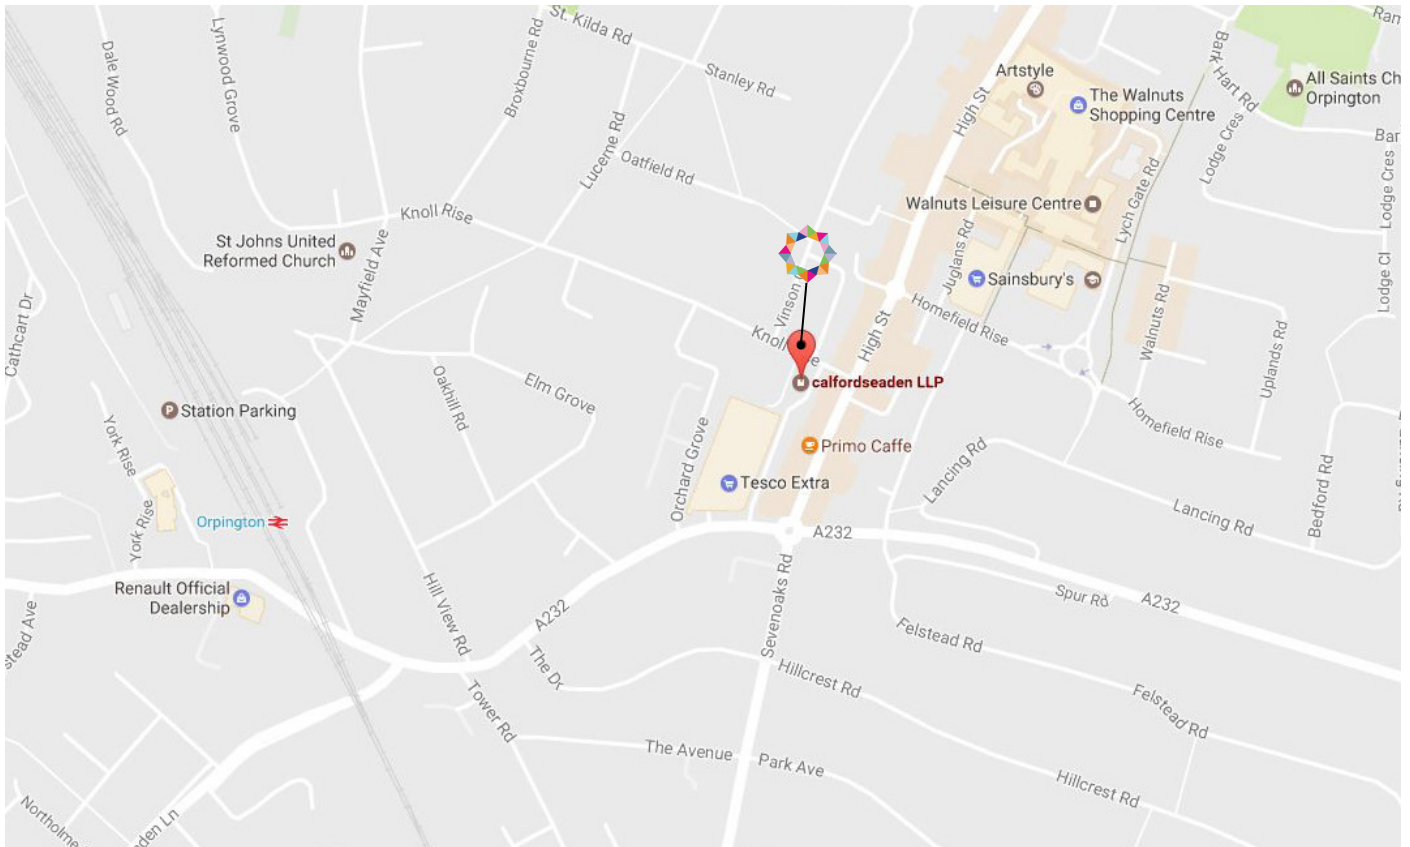 St. Kilda Rd
Ram
Dale Wood Rd
Lynwood Grove
Broxbourne Rd
Stanley Rd
Artstyle
High St
Bark Hart Rd
The Walnuts
Shopping Centre
All Saints Ch
Orpington
Bar
Lucerne Rd
Oatfield Rd
Lodge Cres
Lodge Cres
Lych Gate Rd
Walnuts Leisure Centre
Knoll Rise
St Johns United
Reformed Church
Mayfield Ave
Juglans Rd
Sainsbury's
Lodge Cl
Vinson
Cathcart Dr
Homefield Rise
Walnuts Rd
Uplands Rd
High St
Knoll
calfordseaden LLP
Elm Grove
Oakhill Rd
Station Parking
York Rise
Orchard Grove
Primo Caffe
Homefield Rise
Lancing Rd
Tesco Extra
Bedford Rd
Lancing Rd
York Rise
Orpington
A232
Renault Official
Dealership
Hill View Rd
A232
Sevenoaks Rd
Spur Rd
A232
stead Ave
Felstead Rd
The Dr
Hillcrest Rd
Tower Rd
Felstead Rd
The Avenue
Park Ave
Hillcrest Rd
Northolme
den Ln